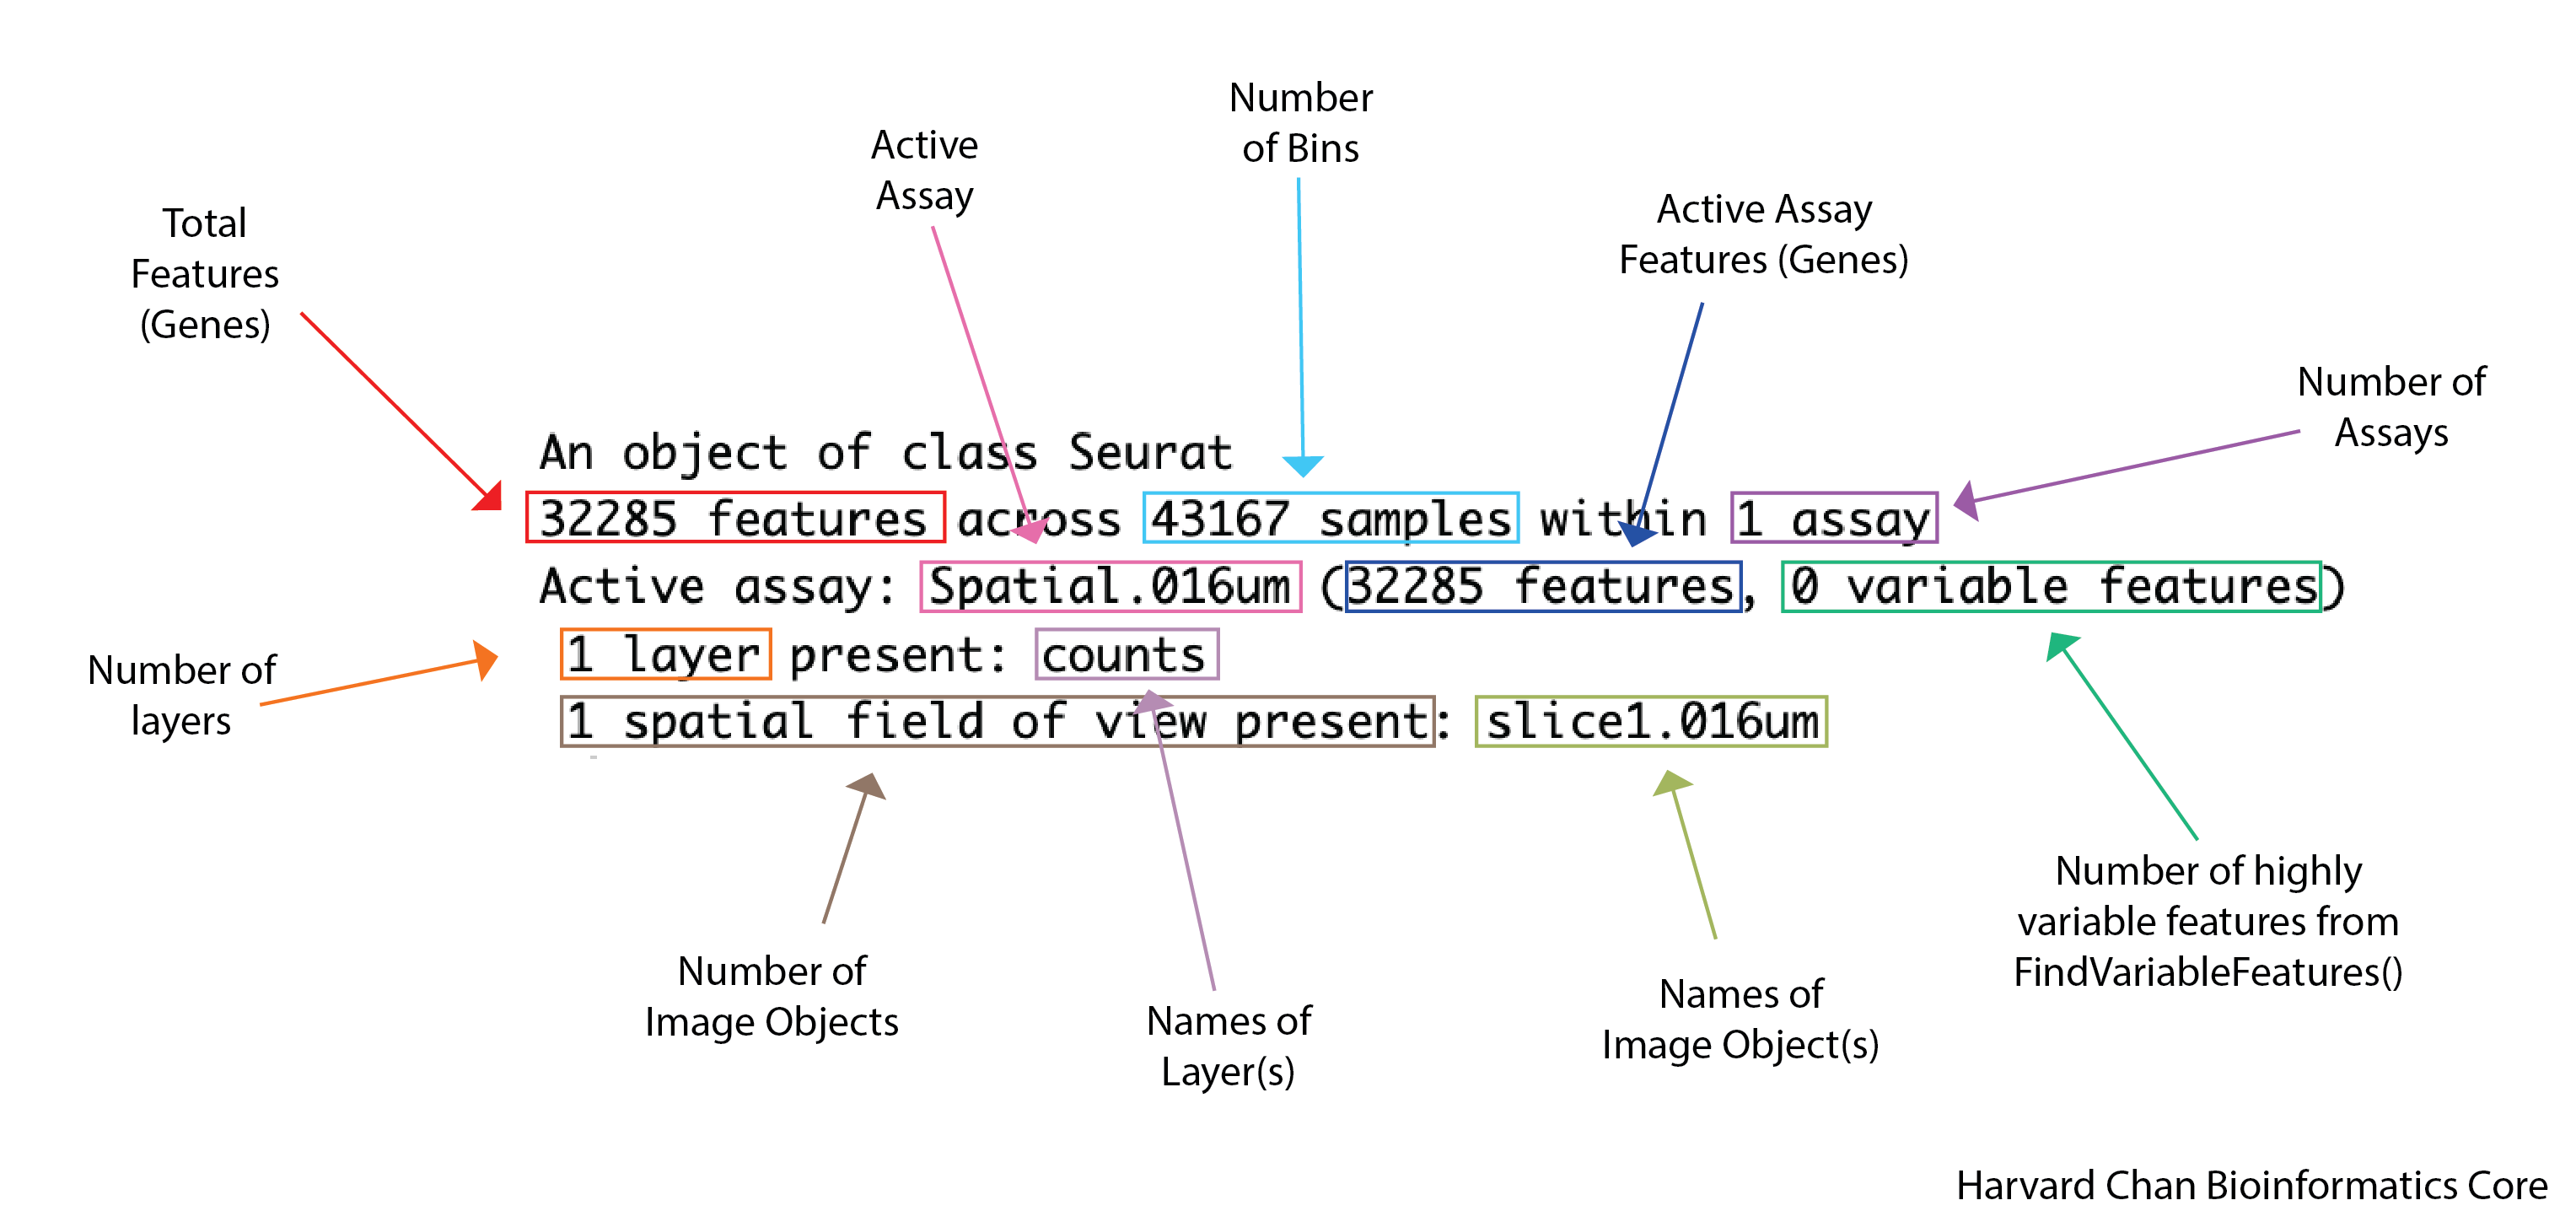 Number
of Bins
Active
Assay
Total
Features
(Genes)
Active Assay
Features (Genes)
Number of
Assays
An object of class Seurat
32285 features across 43167 samples within 1 assay
Active assay: Spatial.016um (32285 features, 0 variable features)
1 layer present: counts
1 spatial field of view present: slice1.016um
Number of
layers
Number of
Image Objects
Names of
Layer(s)
Names of
Image Object(s)
Number of highly
variable features from
FindVariableFeatures()
Harvard Chan Bioinformatics Core